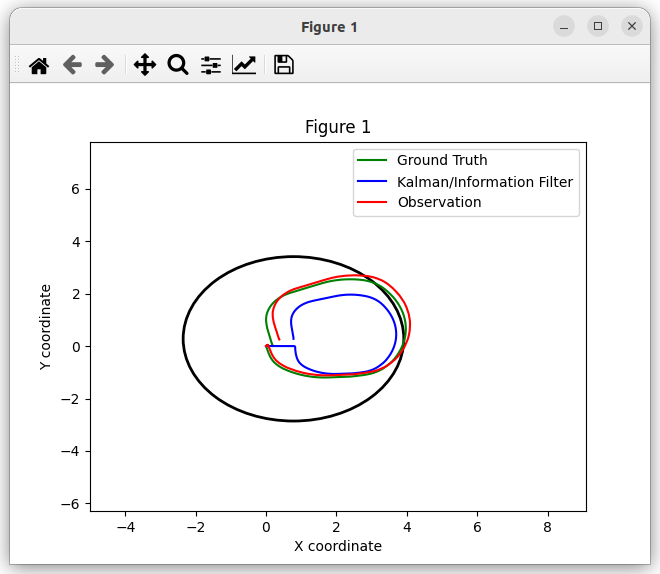 Figure 1
Figure 1
Ground Truth
Kalman/Information Filter
Observation
6
4
2
0
−2
−4
−6
Y coordinate
−4 −2 0 2 4 6 8
X coordinate